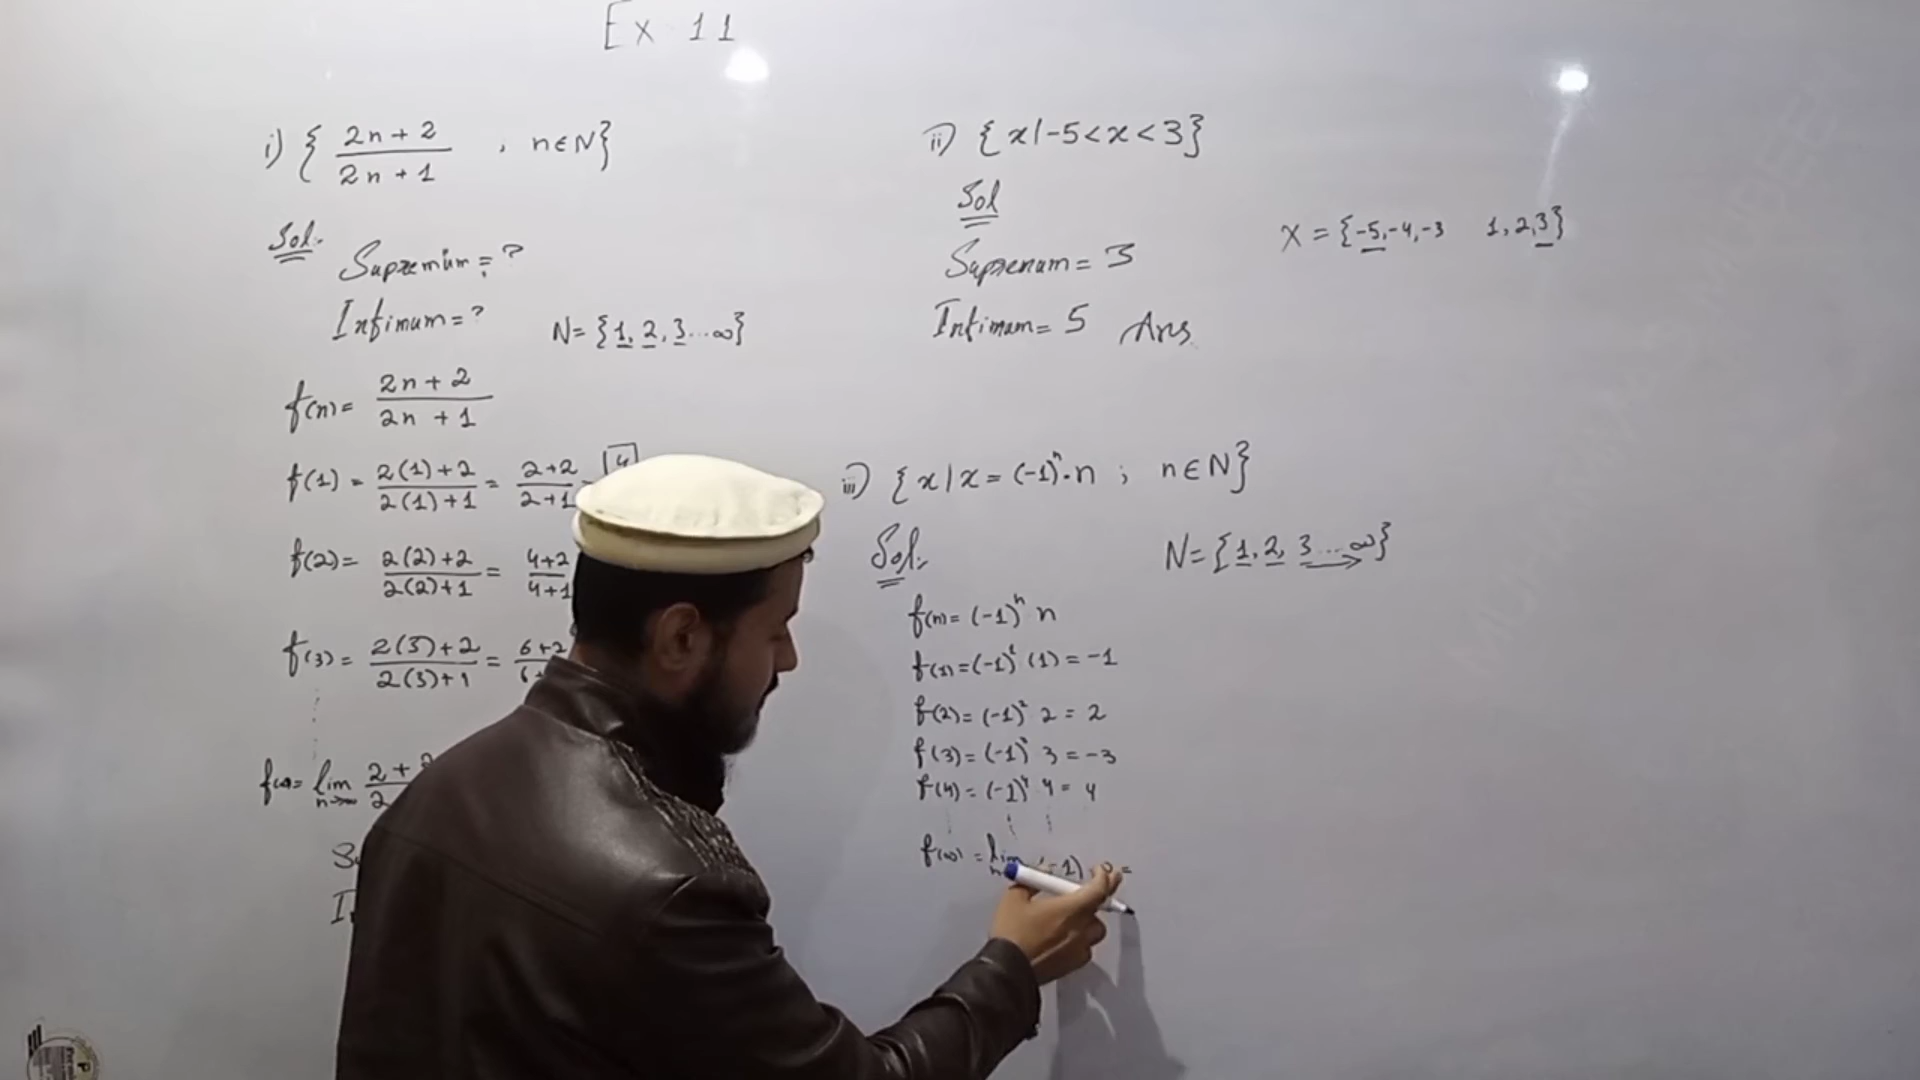 Ex 11
i) { 2n+2 / 2n+1 , n∈N}
Sol:
Supremum = ?
Infimum = ?
N= {1, 2, 3...∞}
f(n)= 2n+2 / 2n+1
f(1) = 2(1)+2 / 2(1)+1 = 2+2 / 2+1
f(2)= 2(2)+2 / 2(2)+1 = 4+2 / 4+1
f(3) = 2(3)+2 / 2(3)+1 = 6+2
lim n→∞ 2+
ii) {x|-5<x<3}
Sol
Supremum = 3
Infimum = 5 Ans
X = {-5,-4,-3 1,2,3}
iii) {x|x=(-1)^n·n ; n∈N}
Sol:
N={1,2, 3...∞}
f(n)= (-1)^n n
f(1)=(-1)^1 (1) = -1
f(2)= (-1)^2 2 = 2
f(3)= (-1)^3 3 = -3
f(4)= (-1)^4 4 = 4
f(∞) = lim